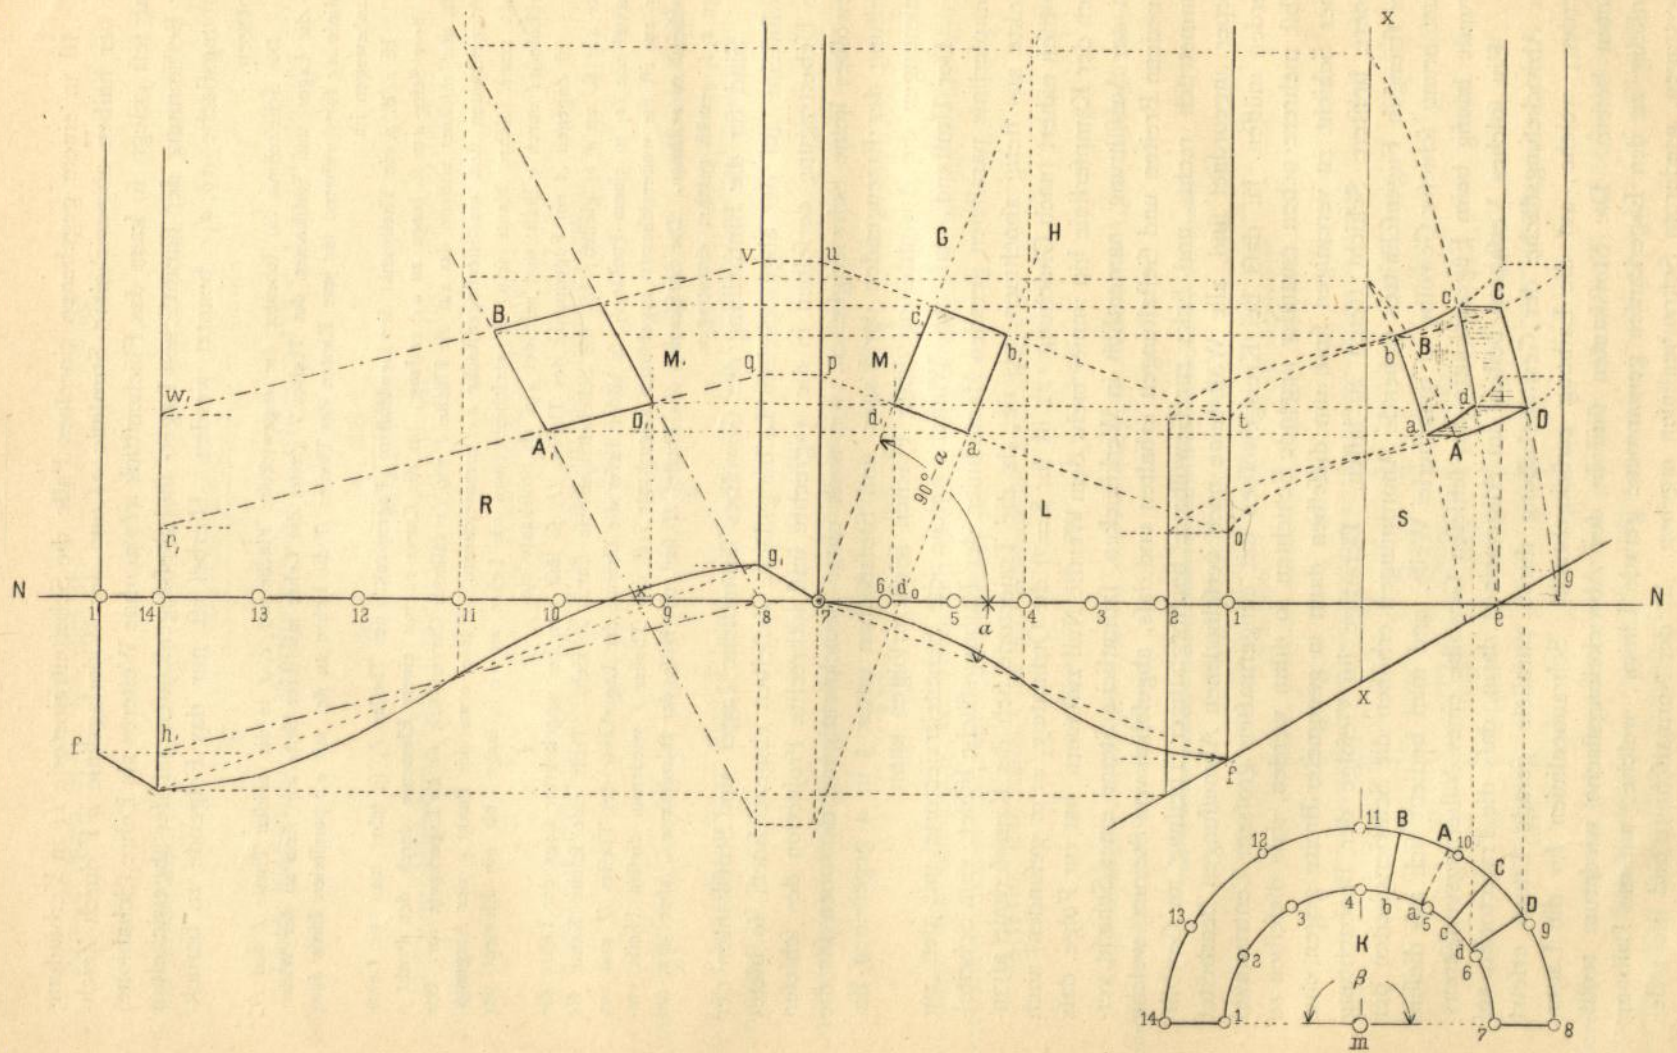 x
G H
v u
B₁ c C
c₁ b B
M₁ q p M b₁
w₁
D₁ d₁ t d D
A₁ a a A
90°-α
R L S
v₁ o
g₁ g
N x 6 d'₀ N
15 14 13 12 11 10 9 8 7 5 4 3 2 1 e
α
h₁ x
f f
11 B A
12 10 C
4 b a D
13 3 5 c 9
K d
2 6
β
14 1 m 7 8